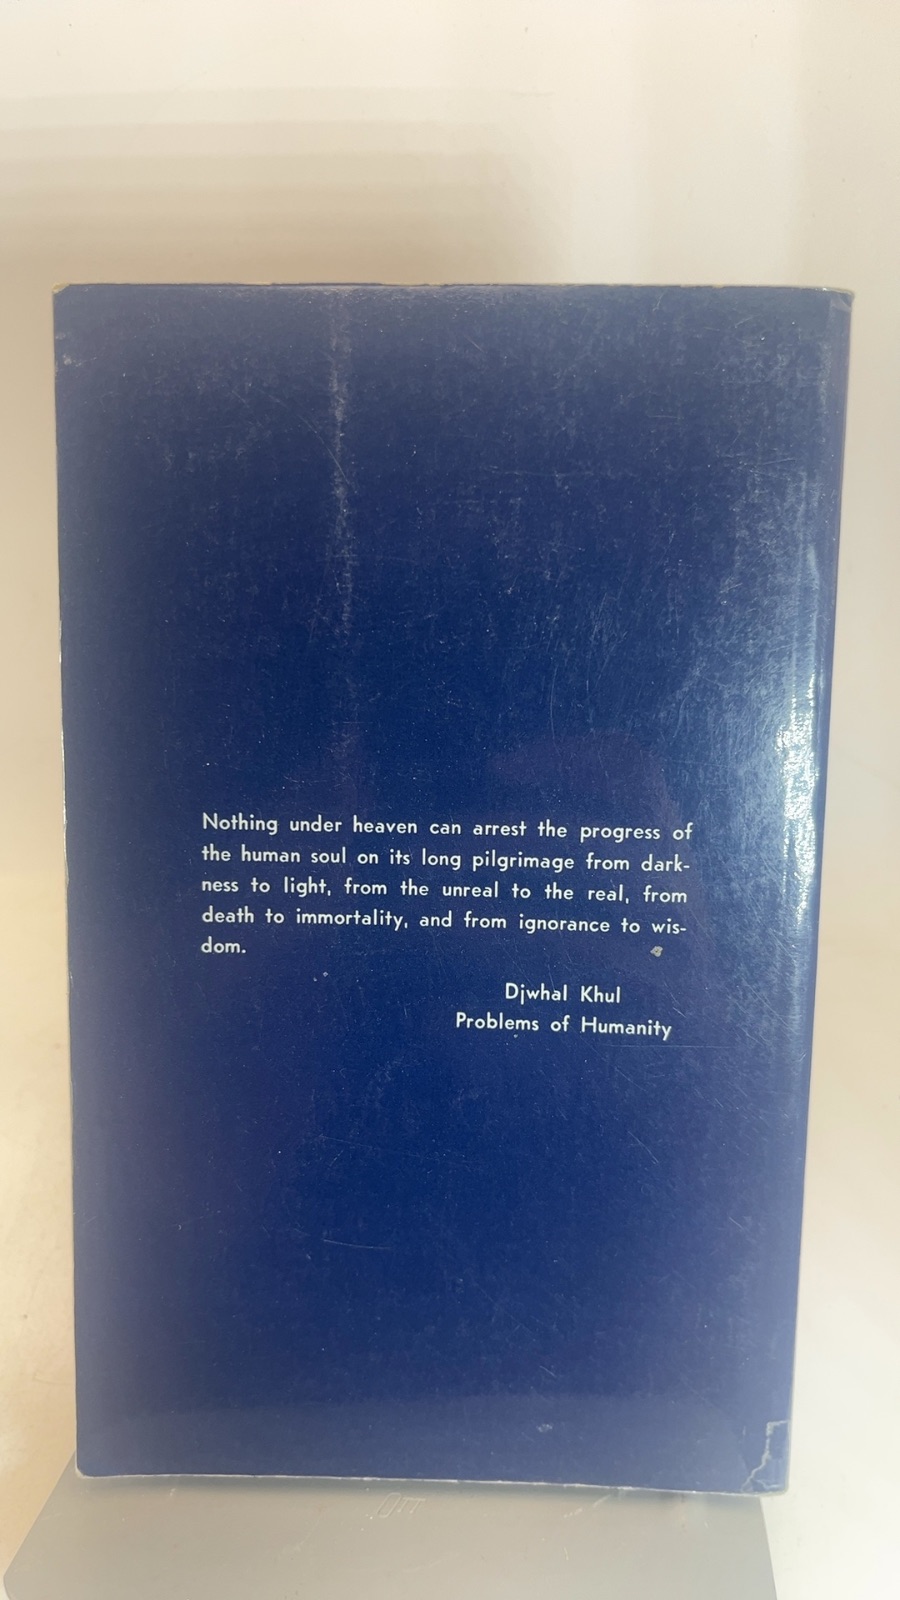 Nothing under heaven can arrest the progress of
the human soul on its long pilgrimage from dark-
ness to light, from the unreal to the real, from
death to immortality, and from ignorance to wis-
dom.
Djwhal Khul
Problems of Humanity
OTT